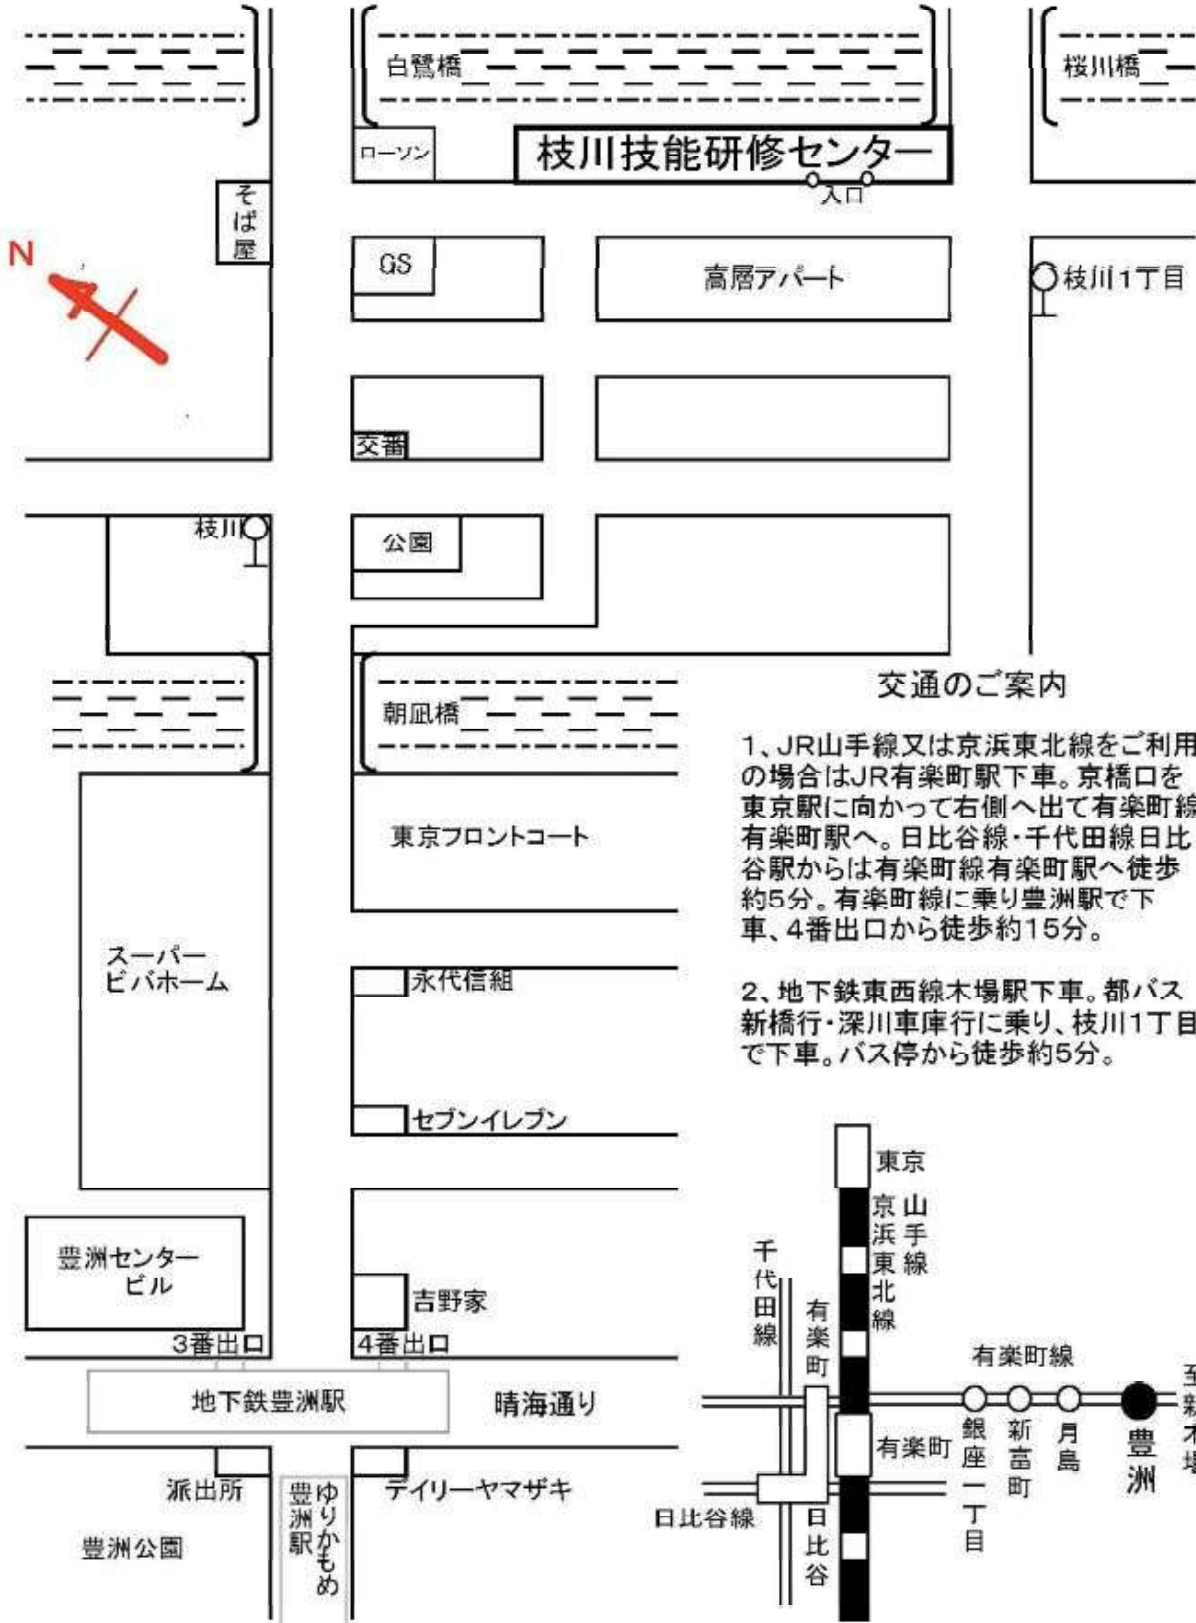 白鷺橋
桜川橋
ローソン
枝川技能研修センター
入口
そば屋
N
GS
高層アパート
枝川1丁目
交番
枝川
公園
朝凪橋
東京フロントコート
スーパー
ビバホーム
永代信組
セブンイレブン
豊洲センター
ビル
吉野家
3番出口
4番出口
地下鉄豊洲駅
晴海通り
派出所
デイリーヤマザキ
ゆりかもめ
豊洲駅
豊洲公園
交通のご案内
1、JR山手線又は京浜東北線をご利用
の場合はJR有楽町駅下車。京橋口を
東京駅に向かって右側へ出て有楽町線
有楽町駅へ。日比谷線・千代田線日比
谷駅からは有楽町線有楽町駅へ徒歩
約5分。有楽町線に乗り豊洲駅で下
車、4番出口から徒歩約15分。
2、地下鉄東西線木場駅下車。都バス
新橋行・深川車庫行に乗り、枝川1丁目
で下車。バス停から徒歩約5分。
東京
山手線
京浜東北線
千代田線
有楽町
有楽町線
至新木場
有楽町
銀座一丁目
新富町
月島
豊洲
日比谷線
日比谷